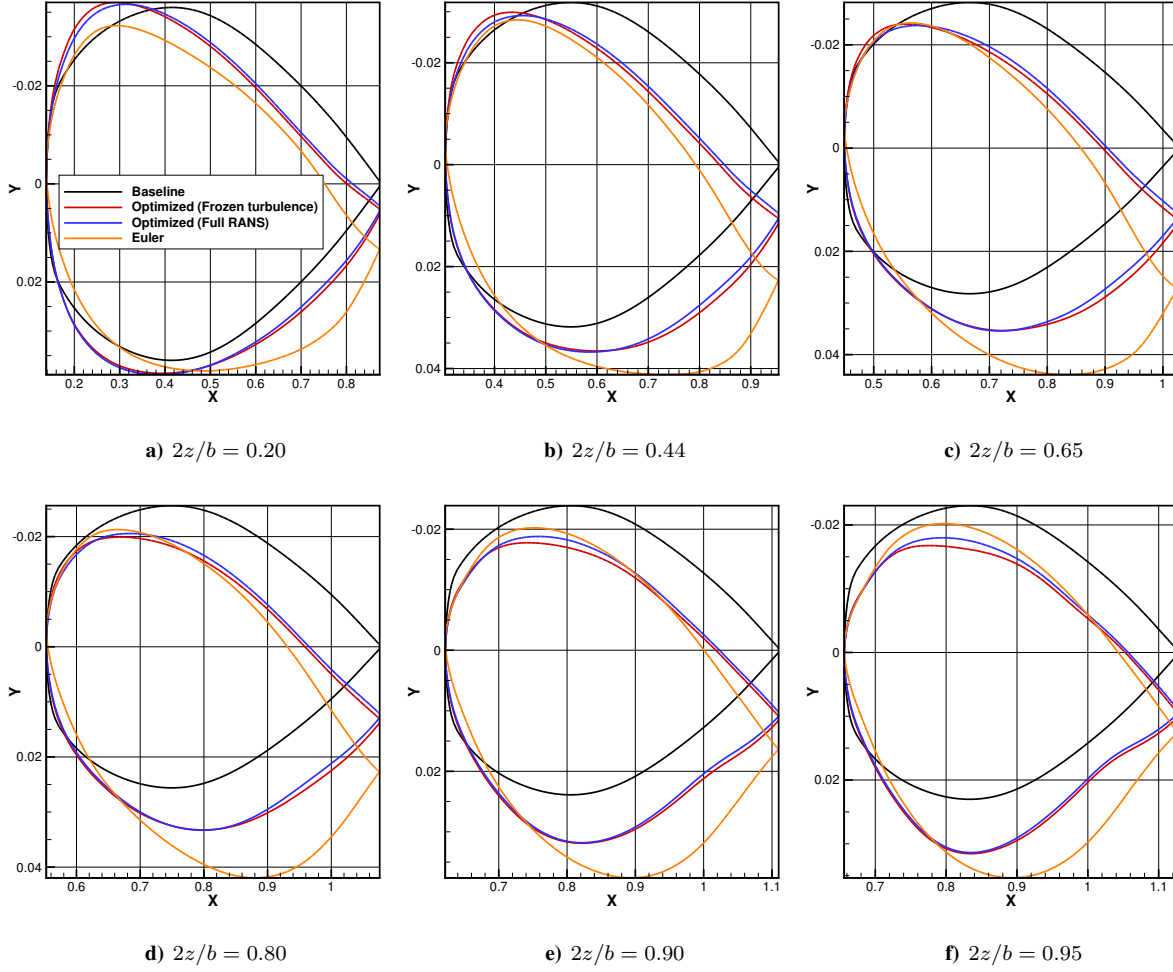 -0.02
0
0.02
Y
0.2 0.3 0.4 0.5 0.6 0.7 0.8
X
Baseline
Optimized (Frozen turbulence)
Optimized (Full RANS)
Euler
a) 2z/b = 0.20
-0.02
0
0.02
0.04
Y
0.4 0.5 0.6 0.7 0.8 0.9
X
b) 2z/b = 0.44
-0.02
0
0.02
0.04
Y
0.5 0.6 0.7 0.8 0.9 1
X
c) 2z/b = 0.65
-0.02
0
0.02
0.04
Y
0.6 0.7 0.8 0.9 1
X
d) 2z/b = 0.80
-0.02
0
0.02
Y
0.7 0.8 0.9 1 1.1
X
e) 2z/b = 0.90
-0.02
0
0.02
Y
0.7 0.8 0.9 1 1.1
X
f) 2z/b = 0.95